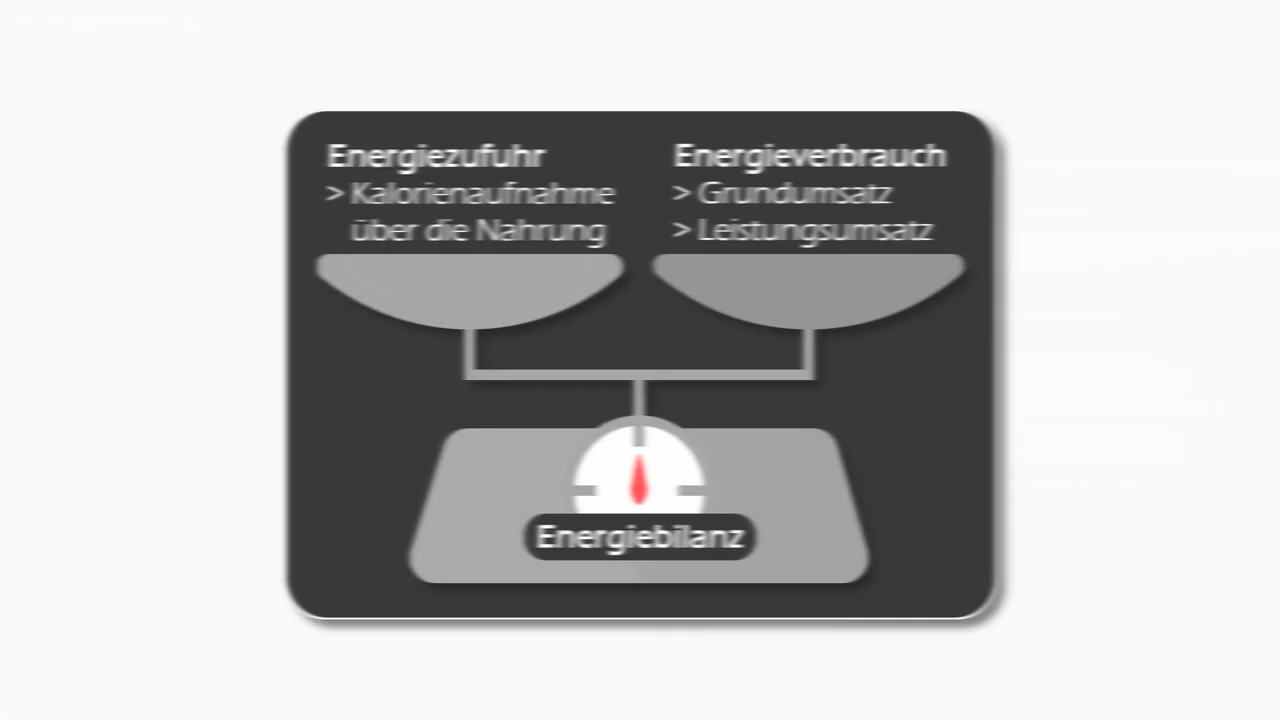 Energiezufuhr
> Kalorienaufnahme
über die Nahrung
Energieverbrauch
> Grundumsatz
> Leistungsumsatz
Energiebilanz